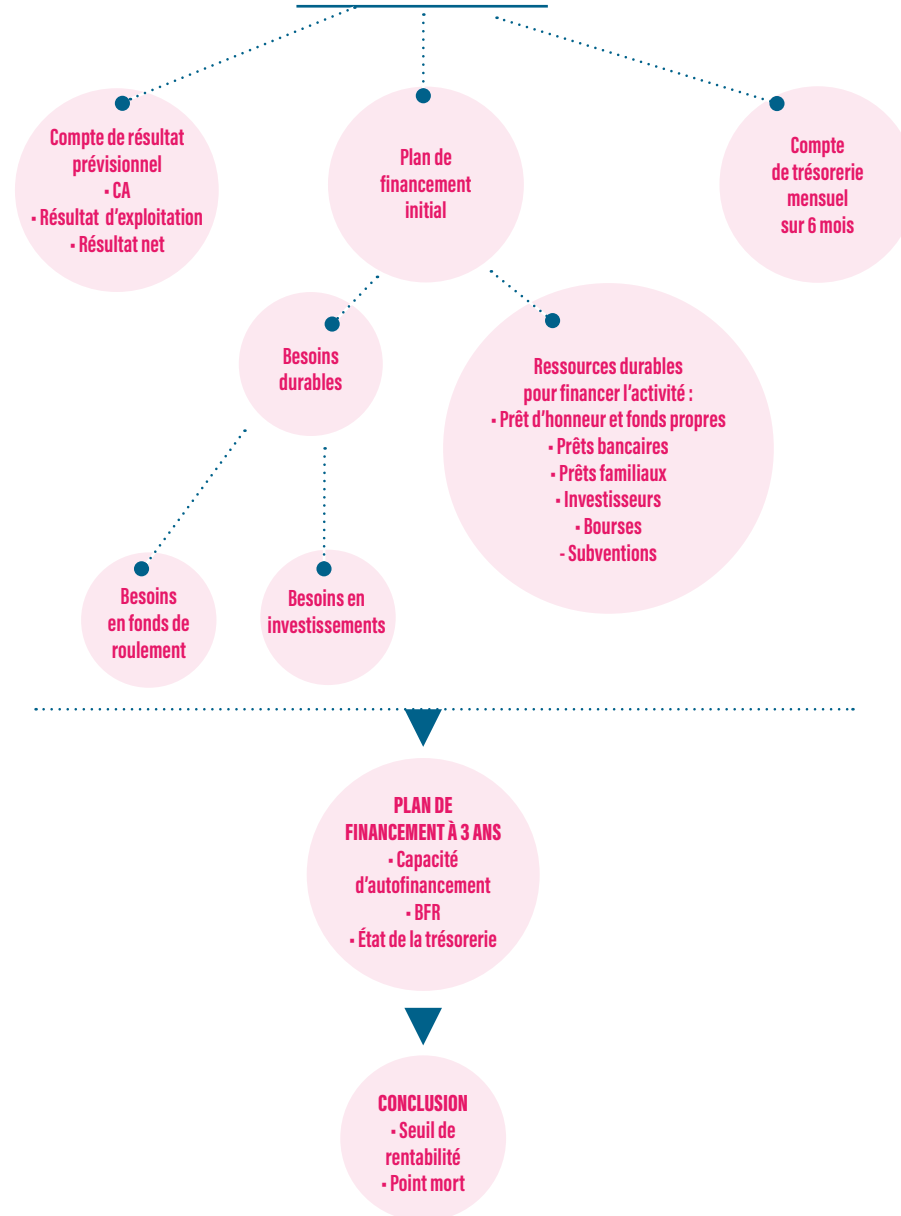 Compte de résultat
prévisionnel
- CA
- Résultat d'exploitation
- Résultat net
Plan de
financement
initial
Compte
de trésorerie
mensuel
sur 6 mois
Besoins
durables
Ressources durables
pour financer l'activité :
- Prêt d'honneur et fonds propres
- Prêts bancaires
- Prêts familiaux
- Investisseurs
- Bourses
- Subventions
Besoins
en fonds de
roulement
Besoins en
investissements
PLAN DE
FINANCEMENT À 3 ANS
- Capacité
d'autofinancement
- BFR
- État de la trésorerie
CONCLUSION
- Seuil de
rentabilité
- Point mort